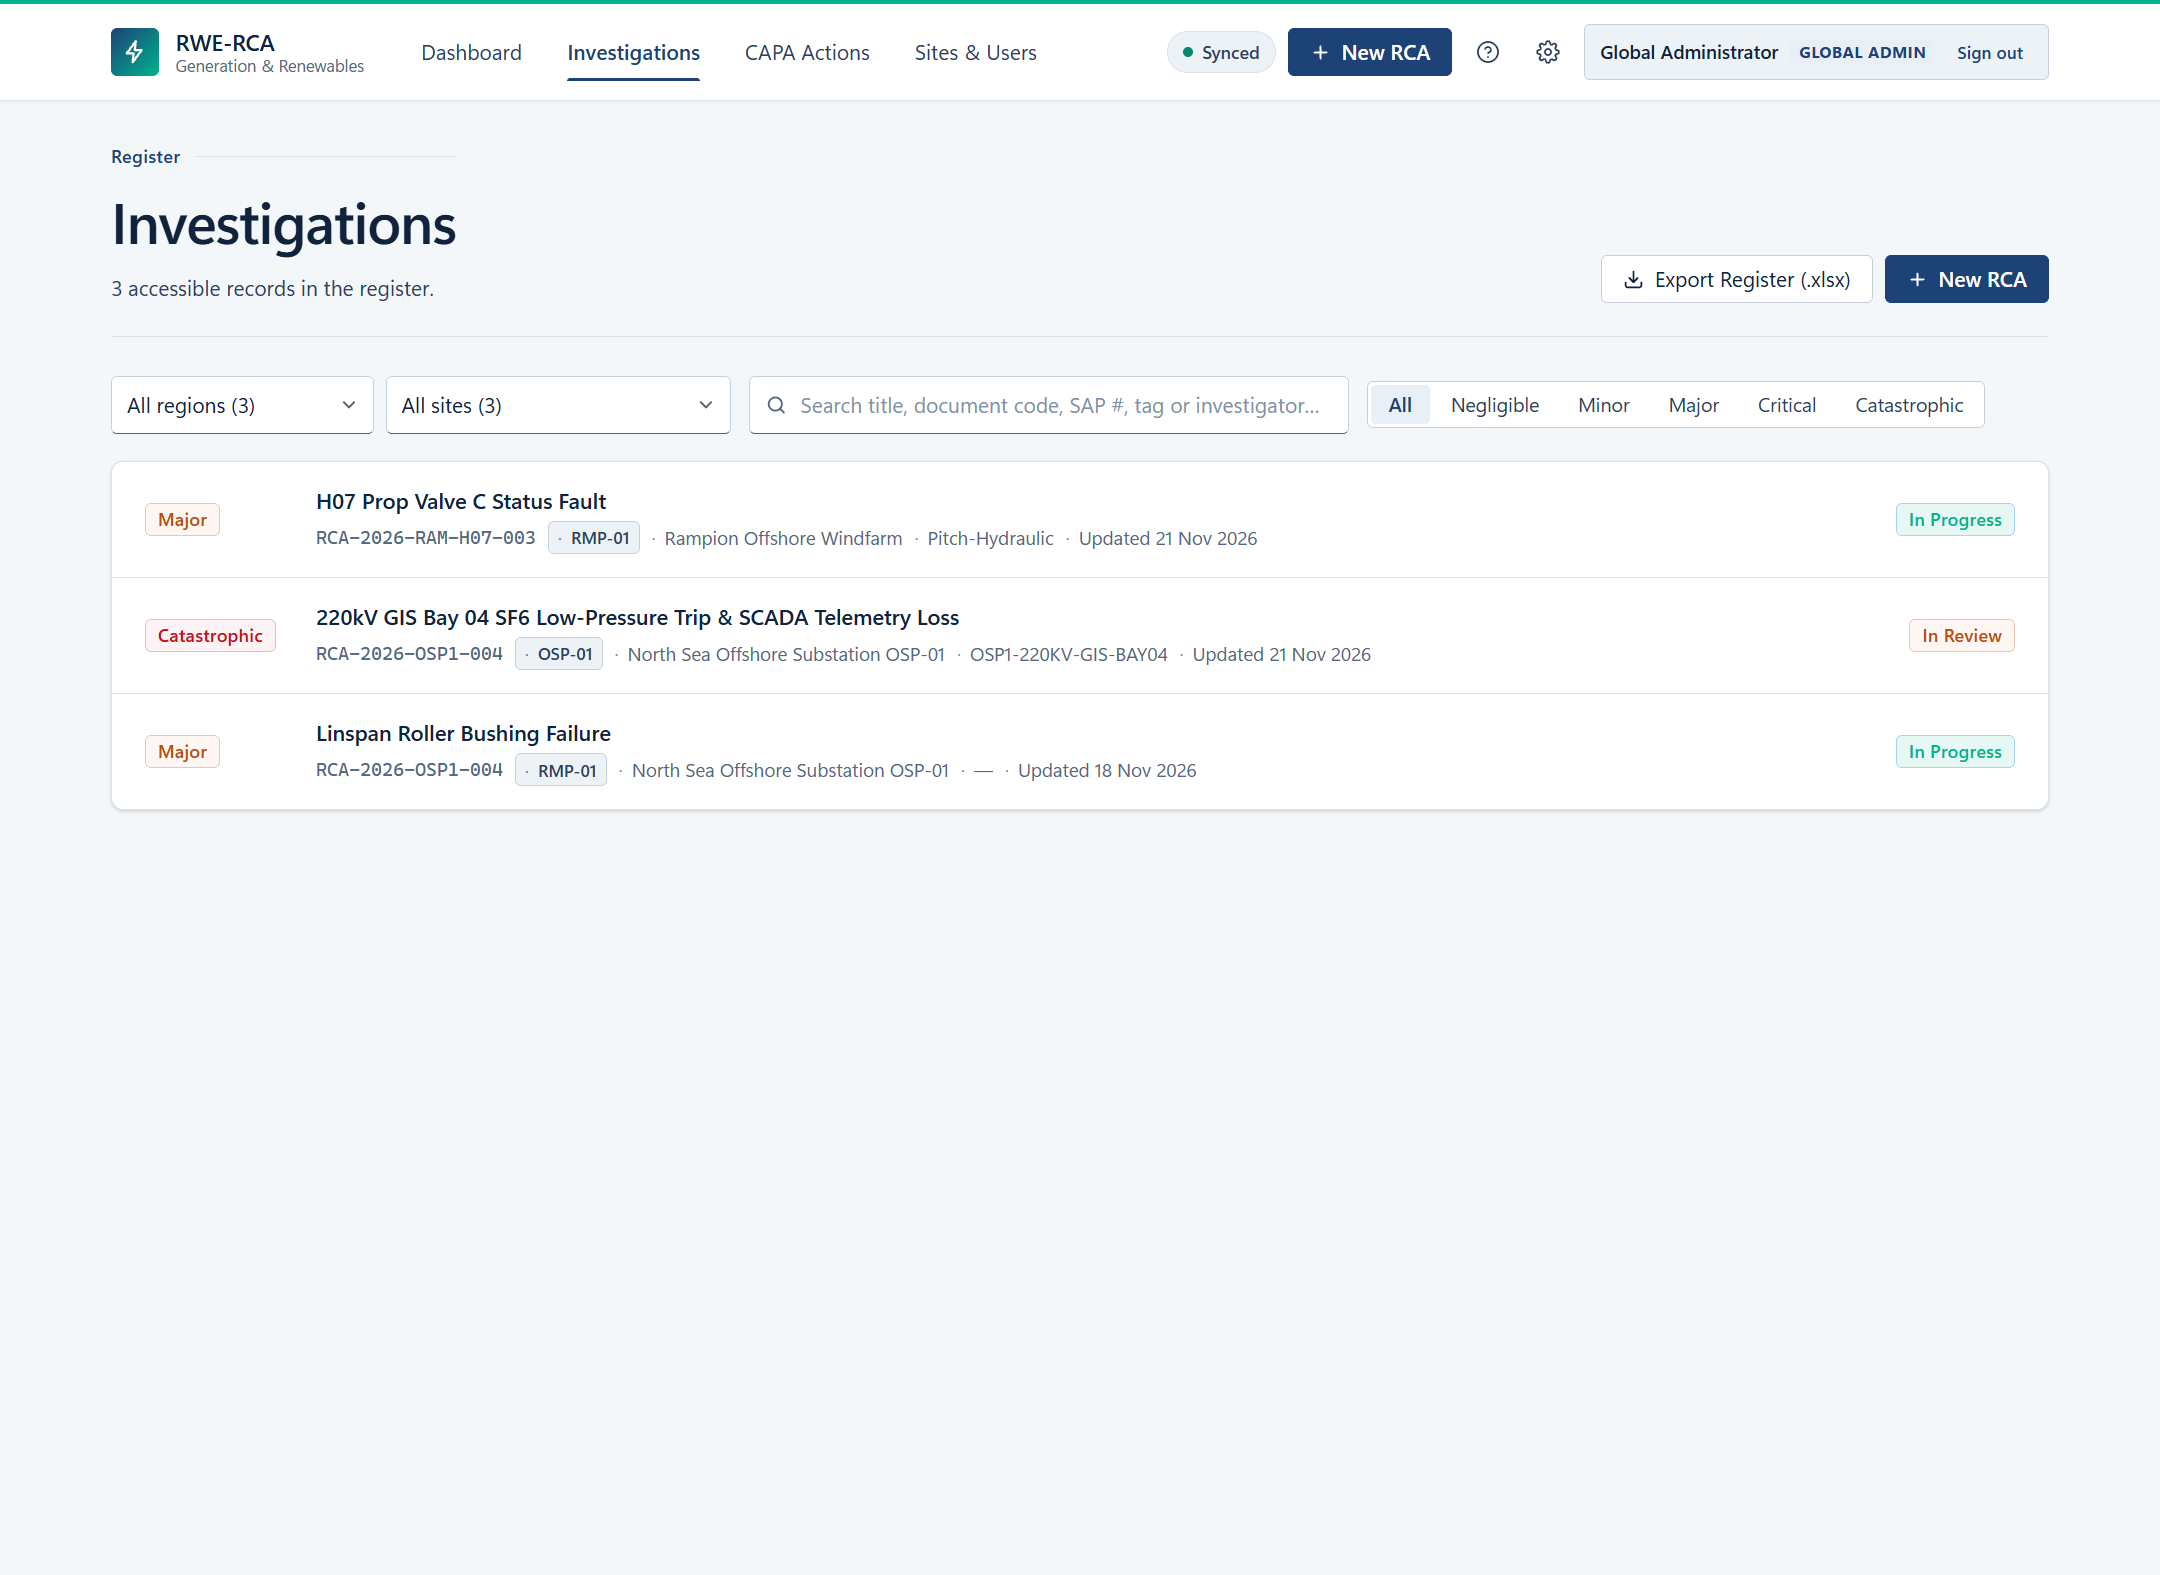 RWE-RCA
Generation & Renewables
Dashboard
Investigations
CAPA Actions
Sites & Users
Synced
+ New RCA
Global Administrator GLOBAL ADMIN Sign out
Register
Investigations
3 accessible records in the register.
Export Register (.xlsx)
+ New RCA
All regions (3)
All sites (3)
Search title, document code, SAP #, tag or investigator...
All Negligible Minor Major Critical Catastrophic
Major
H07 Prop Valve C Status Fault
RCA-2026-RAM-H07-003 · RMP-01 · Rampion Offshore Windfarm · Pitch-Hydraulic · Updated 21 Nov 2026
In Progress
Catastrophic
220kV GIS Bay 04 SF6 Low-Pressure Trip & SCADA Telemetry Loss
RCA-2026-OSP1-004 · OSP-01 · North Sea Offshore Substation OSP-01 · OSP1-220KV-GIS-BAY04 · Updated 21 Nov 2026
In Review
Major
Linspan Roller Bushing Failure
RCA-2026-OSP1-004 · RMP-01 · North Sea Offshore Substation OSP-01 · — · Updated 18 Nov 2026
In Progress